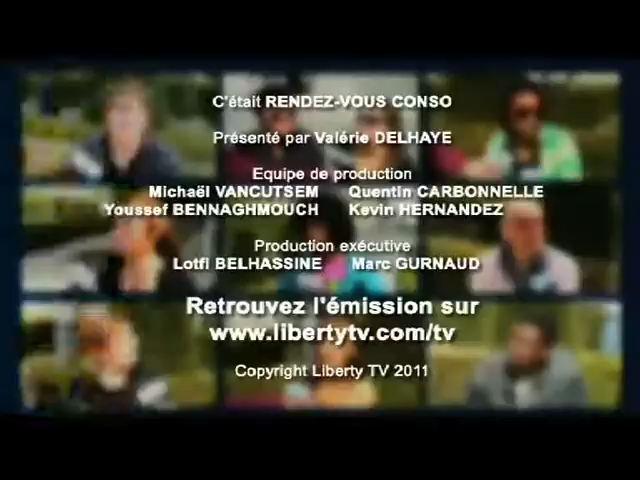 C'était RENDEZ-VOUS CONSO
Présenté par Valérie DELHAYE
Equipe de production
Michaël VANCUTSEM Quentin CARBONNELLE
Youssef BENNAGHMOUCH Kevin HERNANDEZ
Production exécutive
Lotfi BELHASSINE Marc GURNAUD
Retrouvez l'émission sur
www.libertytv.com/tv
Copyright Liberty TV 2011